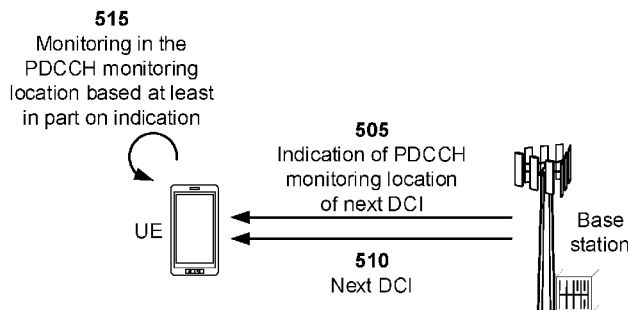 515
Monitoring in the
PDCCH monitoring
location based at least
in part on indication
505
Indication of PDCCH
monitoring location
of next DCI
UE
Base
station
510
Next DCI